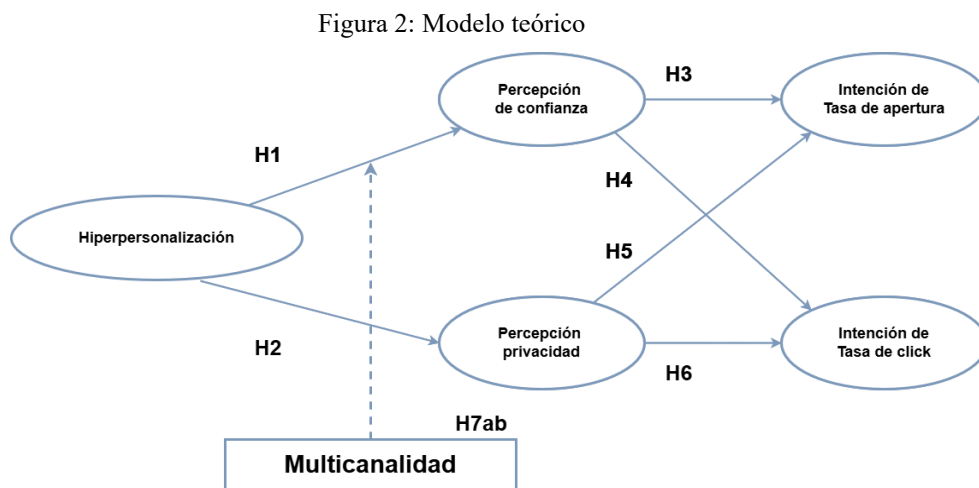 Figura 2: Modelo teórico
Percepción
de confianza
H3
Intención de
Tasa de apertura
H1
H4
Hiperpersonalización
H5
H2
Percepción
privacidad
H6
Intención de
Tasa de click
H7ab
Multicanalidad